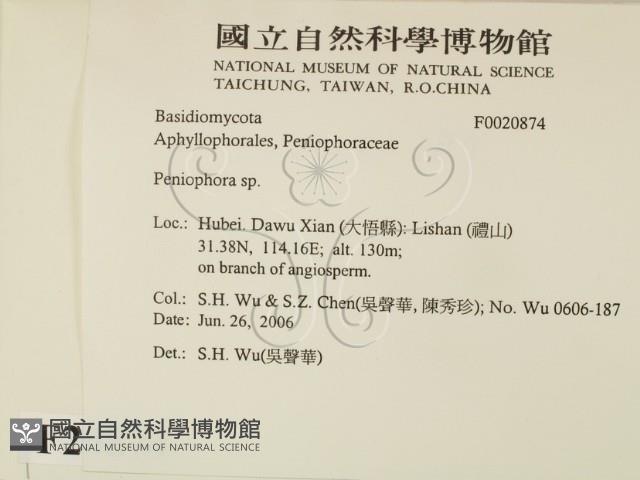 國立自然科學博物館
NATIONAL MUSEUM OF NATURAL SCIENCE
TAICHUNG, TAIWAN, R.O.CHINA
Basidiomycota F0020874
Aphyllophorales, Peniophoraceae
Peniophora sp.
Loc.: Hubei. Dawu Xian (大悟縣): Lishan (禮山)
31.38N, 114.16E; alt. 130m;
on branch of angiosperm.
Col.: S.H. Wu & S.Z. Chen(吳聲華, 陳秀珍); No. Wu 0606-187
Date: Jun. 26, 2006
Det.: S.H. Wu(吳聲華)
F2
國立自然科學博物館
NATIONAL MUSEUM OF NATURAL SCIENCE